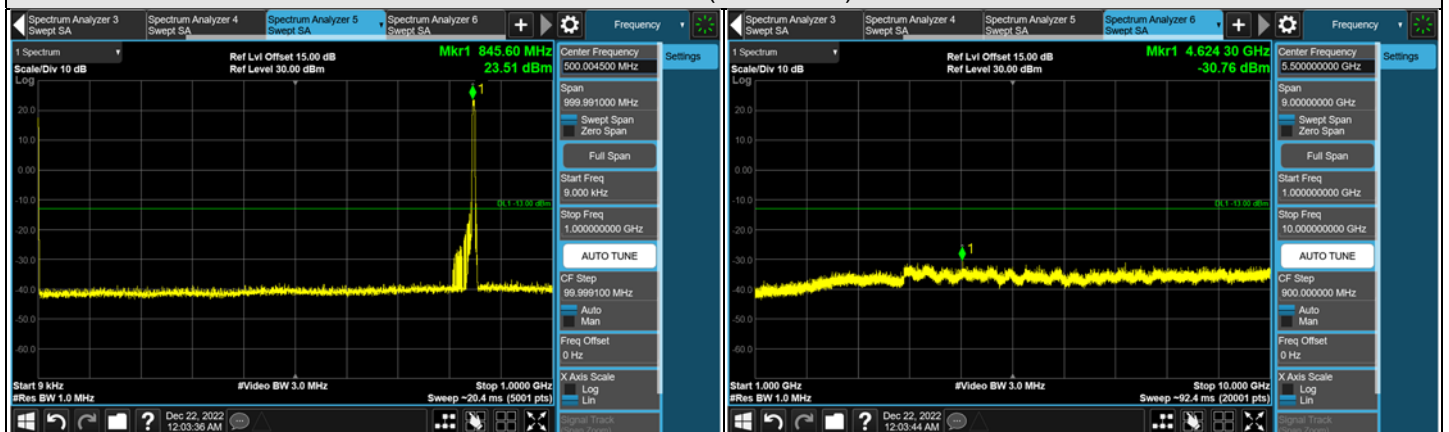 Spectrum Analyzer 3
Swept SA
Spectrum Analyzer 4
Swept SA
Spectrum Analyzer 5
Swept SA
Spectrum Analyzer 6
Swept SA
Frequency
1 Spectrum
Scale/Div 10 dB
Log
Ref Lvl Offset 15.00 dB
Ref Level 30.00 dBm
Mkr1 845.60 MHz
23.51 dBm
1
20.0
10.0
0.00
-10.0
-20.0
-30.0
-40.0
-50.0
-60.0
DL1 -13.00 dBm
Start 9 kHz
#Res BW 1.0 MHz
#Video BW 3.0 MHz
Stop 1.0000 GHz
Sweep ~20.4 ms (5001 pts)
Center Frequency
500.004500 MHz
Settings
Span
999.991000 MHz
Swept Span
Zero Span
Full Span
Start Freq
9.000 kHz
Stop Freq
1.000000000 GHz
AUTO TUNE
CF Step
99.999100 MHz
Auto
Man
Freq Offset
0 Hz
X Axis Scale
Log
Lin
Signal Track
(Span Zoom)
Dec 22, 2022
12:03:36 AM
Spectrum Analyzer 3
Swept SA
Spectrum Analyzer 4
Swept SA
Spectrum Analyzer 5
Swept SA
Spectrum Analyzer 6
Swept SA
Frequency
1 Spectrum
Scale/Div 10 dB
Log
Ref Lvl Offset 15.00 dB
Ref Level 30.00 dBm
Mkr1 4.624 30 GHz
-30.76 dBm
1
20.0
10.0
0.00
-10.0
-20.0
-30.0
-40.0
-50.0
-60.0
DL1 -13.00 dBm
Start 1.000 GHz
#Res BW 1.0 MHz
#Video BW 3.0 MHz
Stop 10.000 GHz
Sweep ~92.4 ms (20001 pts)
Center Frequency
5.500000000 GHz
Settings
Span
9.00000000 GHz
Swept Span
Zero Span
Full Span
Start Freq
1.000000000 GHz
Stop Freq
10.000000000 GHz
AUTO TUNE
CF Step
900.000000 MHz
Auto
Man
Freq Offset
0 Hz
X Axis Scale
Log
Lin
Signal Track
(Span Zoom)
Dec 22, 2022
12:03:44 AM